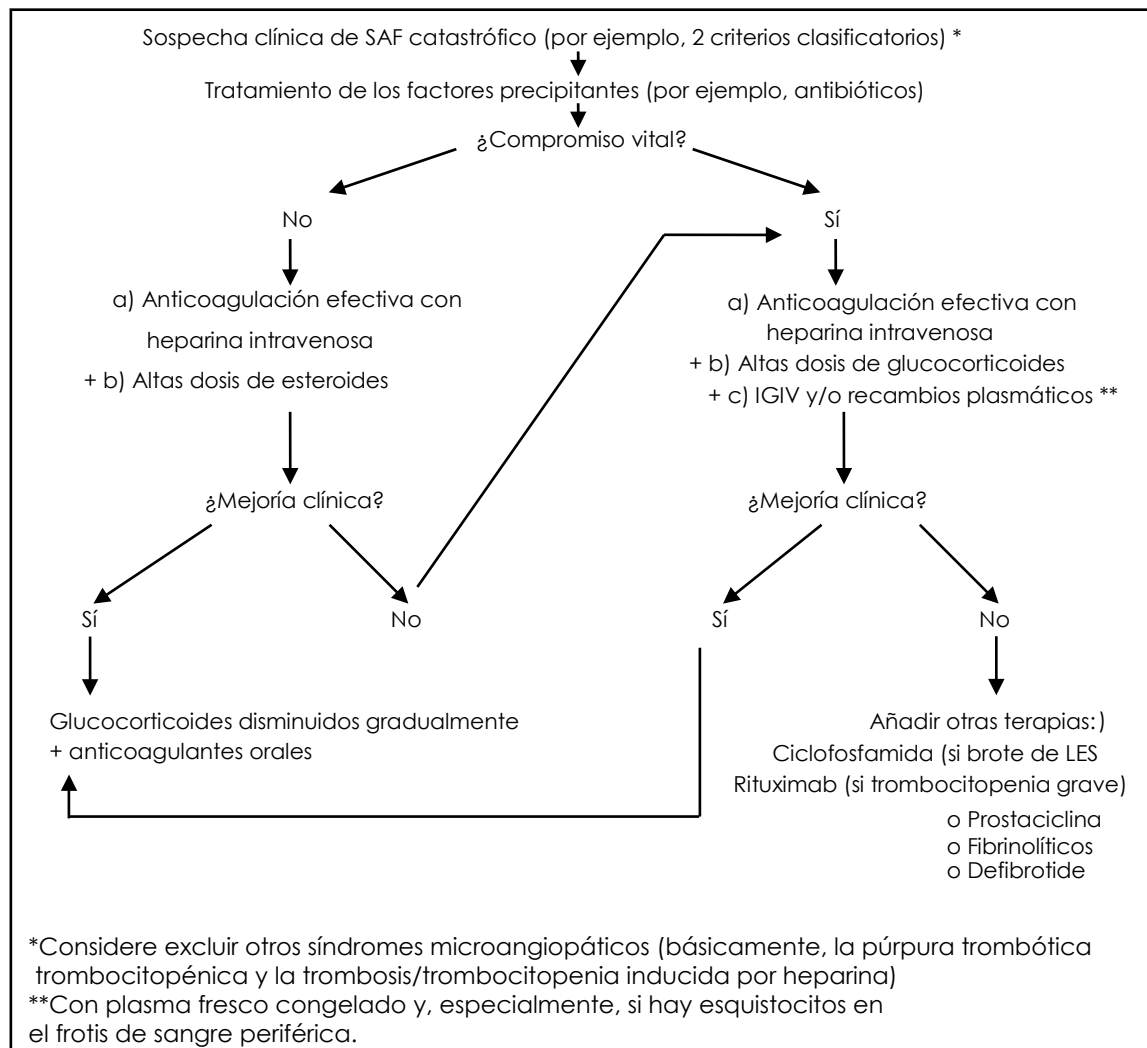 Sospecha clínica de SAF catastrófico (por ejemplo, 2 criterios clasificatorios) *
Tratamiento de los factores precipitantes (por ejemplo, antibióticos)
¿Compromiso vital?
No
Sí
a) Anticoagulación efectiva con
heparina intravenosa
+ b) Altas dosis de esteroides
a) Anticoagulación efectiva con
heparina intravenosa
+ b) Altas dosis de glucocorticoides
+ c) IGIV y/o recambios plasmáticos **
¿Mejoría clínica?
¿Mejoría clínica?
Sí
No
Sí
No
Glucocorticoides disminuidos gradualmente
+ anticoagulantes orales
Añadir otras terapias:)
Ciclofosfamida (si brote de LES
Rituximab (si trombocitopenia grave)
o Prostaciclina
o Fibrinolíticos
o Defibrotide
*Considere excluir otros síndromes microangiopáticos (básicamente, la púrpura trombótica
trombocitopénica y la trombosis/trombocitopenia inducida por heparina)
**Con plasma fresco congelado y, especialmente, si hay esquistocitos en
el frotis de sangre periférica.